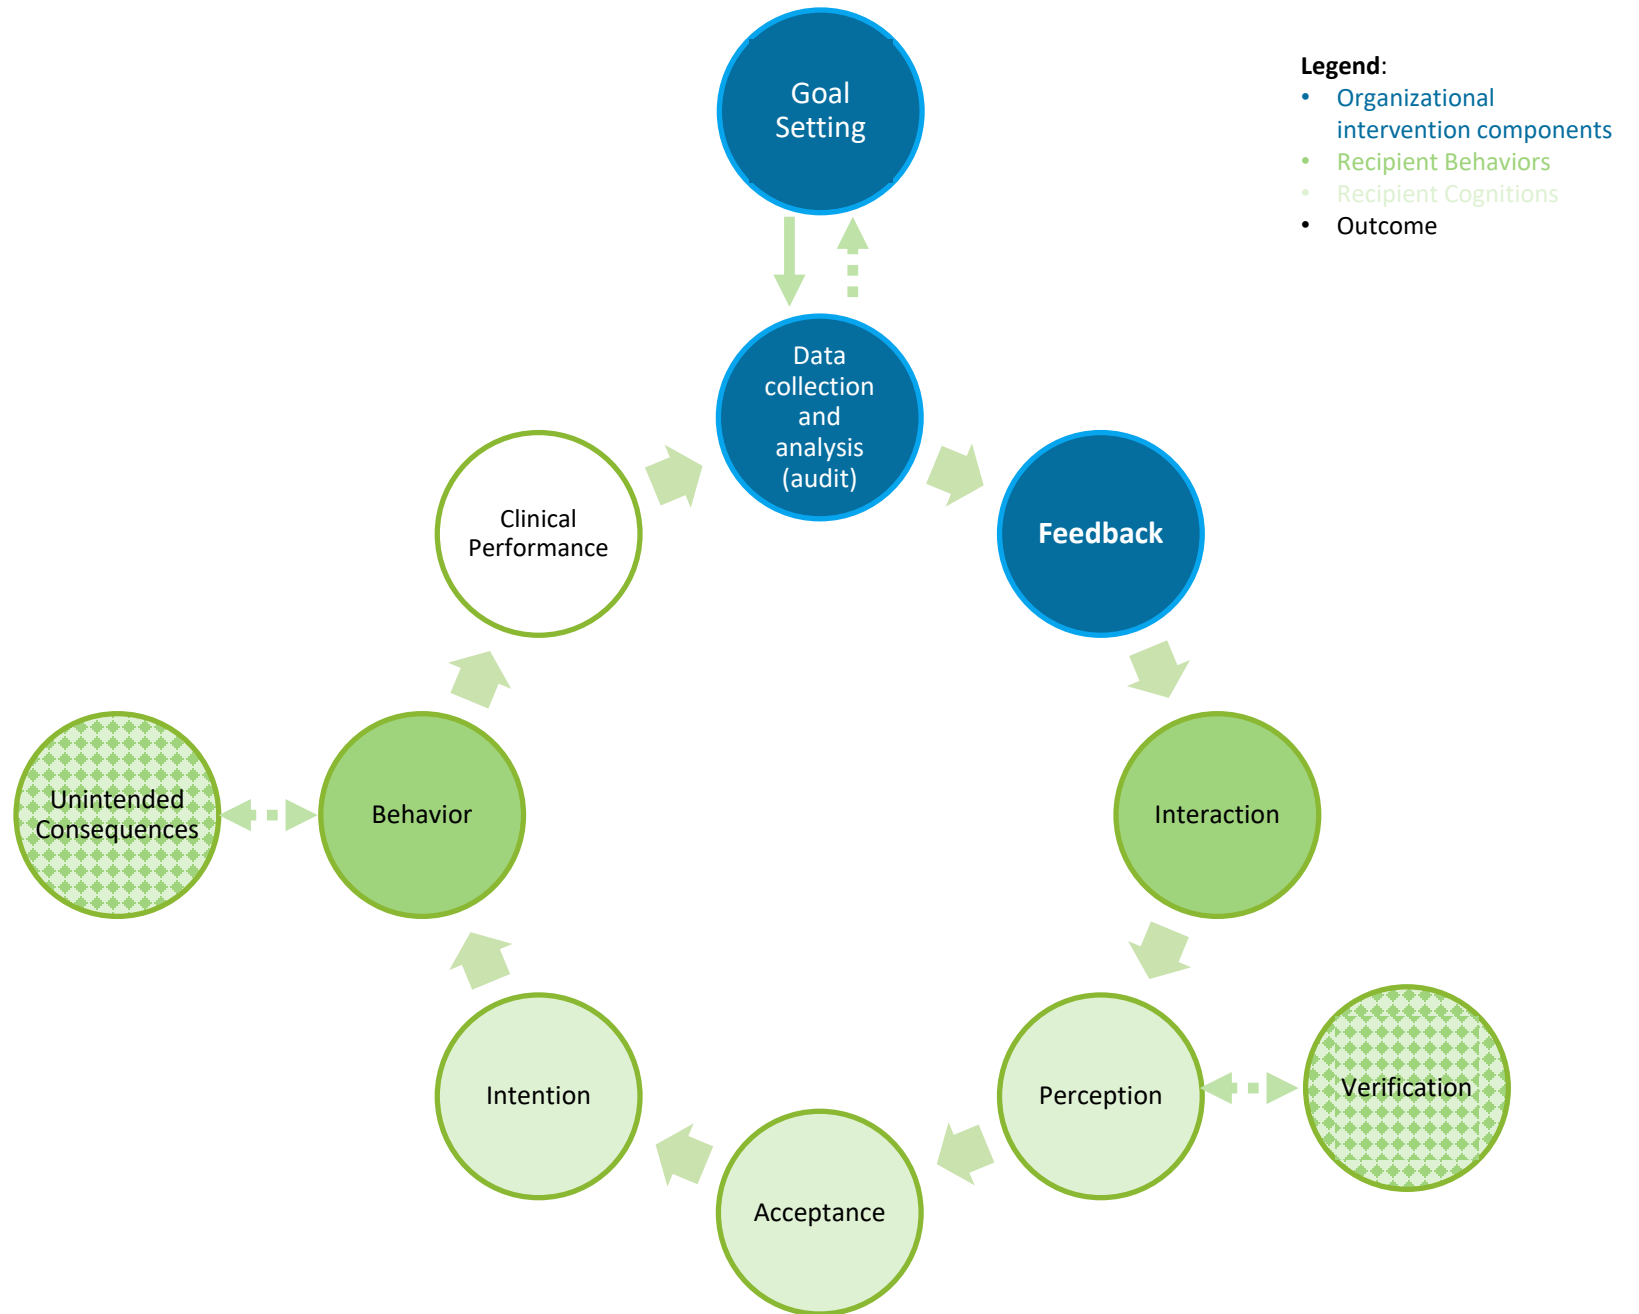 Goal
Setting
Legend:
• Organizational
intervention components
• Recipient Behaviors
• Recipient Cognitions
• Outcome
Data
collection
and
analysis
(audit)
Feedback
Clinical
Performance
Interaction
Behavior
Unintended
Consequences
Perception
Verification
Intention
Acceptance